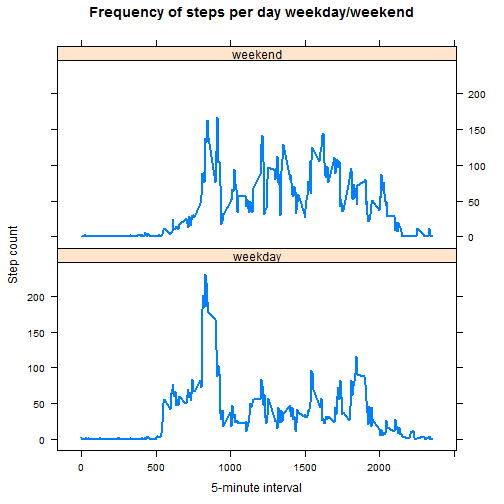 Frequency of steps per day weekday/weekend
weekend
200
150
100
50
0
weekday
200
150
100
50
0
Step count
0 500 1000 1500 2000
5-minute interval